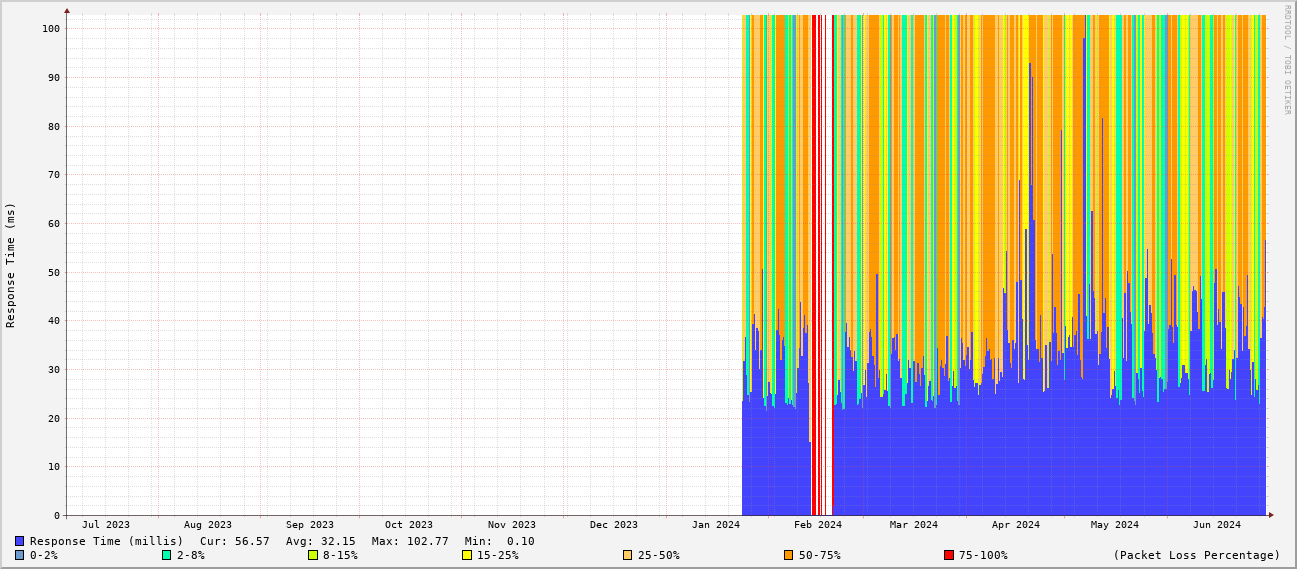 RRDTOOL / TOBI OETIKER
Response Time (ms)
100
90
80
70
60
50
40
30
20
10
0
Jul 2023 Aug 2023 Sep 2023 Oct 2023 Nov 2023 Dec 2023 Jan 2024 Feb 2024 Mar 2024 Apr 2024 May 2024 Jun 2024
Response Time (millis) Cur: 56.57 Avg: 32.15 Max: 102.77 Min: 0.10
0-2% 2-8% 8-15% 15-25% 25-50% 50-75% 75-100% (Packet Loss Percentage)